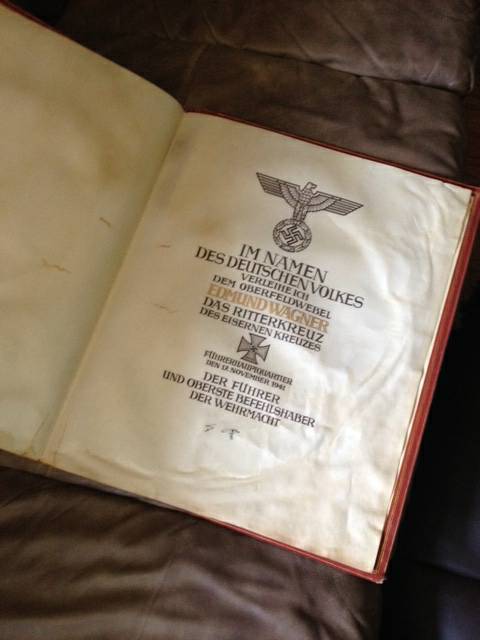 IM NAMEN
DES DEUTSCHEN VOLKES
VERLEIHE ICH
DEM OBERFELDWEBEL
EDMUND WAGNER
DAS RITTERKREUZ
DES EISERNEN KREUZES
FÜHRERHAUPTQUARTIER
DEN 17. NOVEMBER 1941
DER FÜHRER
UND OBERSTE BEFEHLSHABER
DER WEHRMACHT